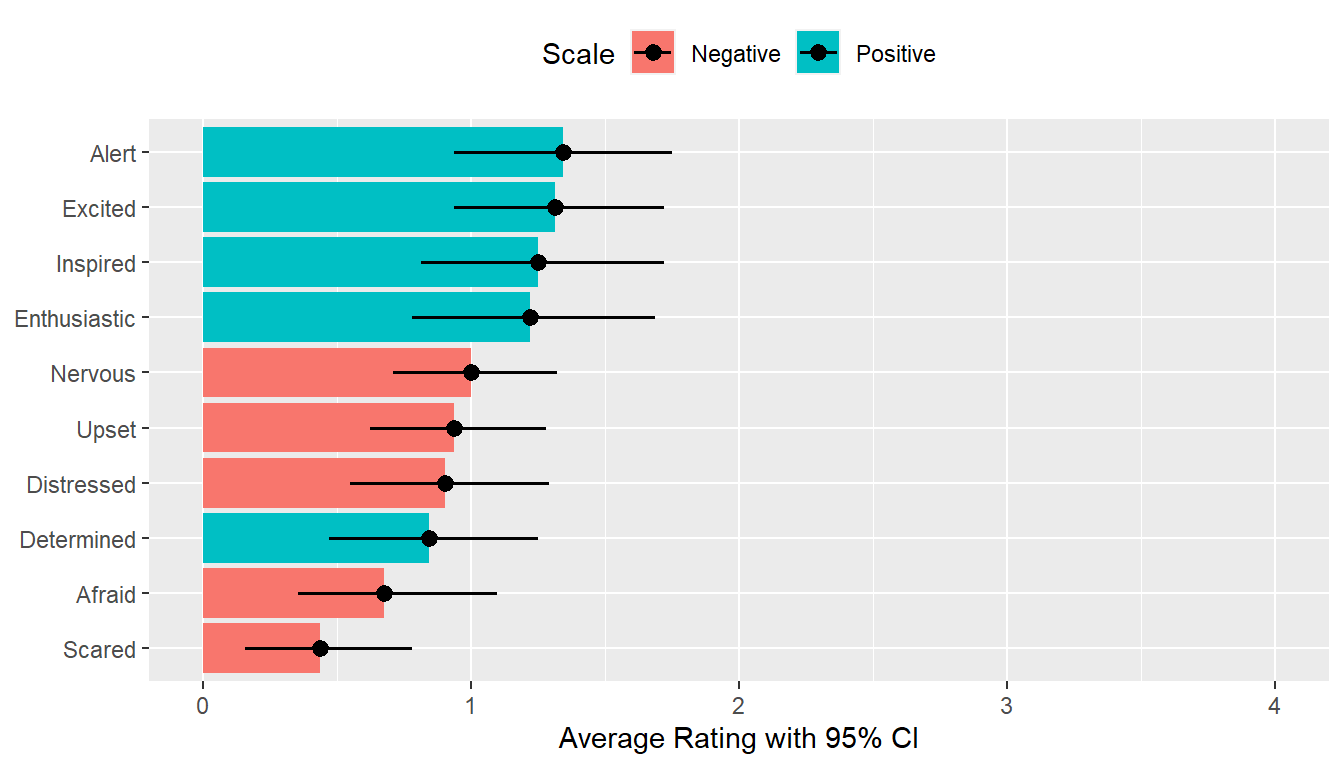 Scale Negative Positive
Alert
Excited
Inspired
Enthusiastic
Nervous
Upset
Distressed
Determined
Afraid
Scared
0 1 2 3 4
Average Rating with 95% CI